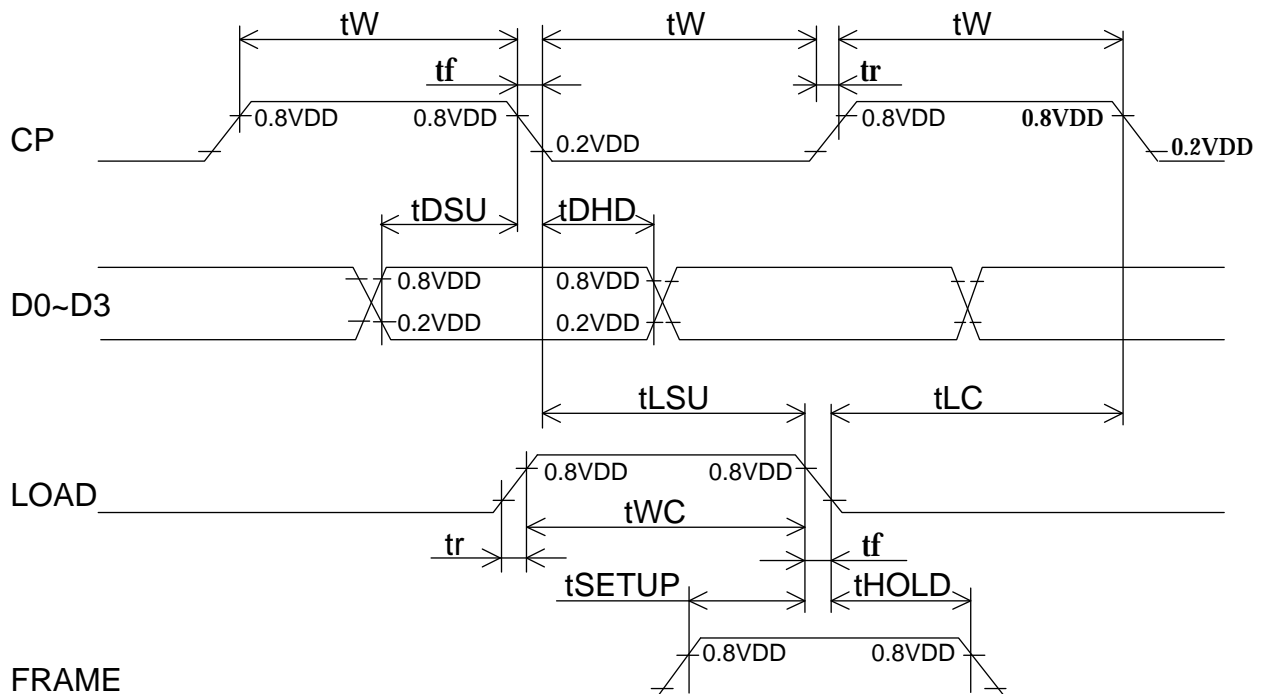 tW tW tW
tf tr
CP 0.8VDD 0.8VDD 0.2VDD 0.8VDD 0.8VDD 0.2VDD
tDSU tDHD
D0~D3 0.8VDD 0.8VDD
0.2VDD 0.2VDD
tLSU tLC
LOAD 0.8VDD 0.8VDD
tWC
tr tf
tSETUP tHOLD
FRAME 0.8VDD 0.8VDD